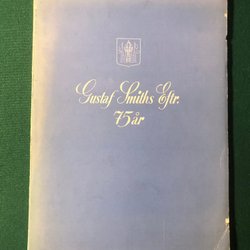 Gustaf Smiths Eftr.
75 år